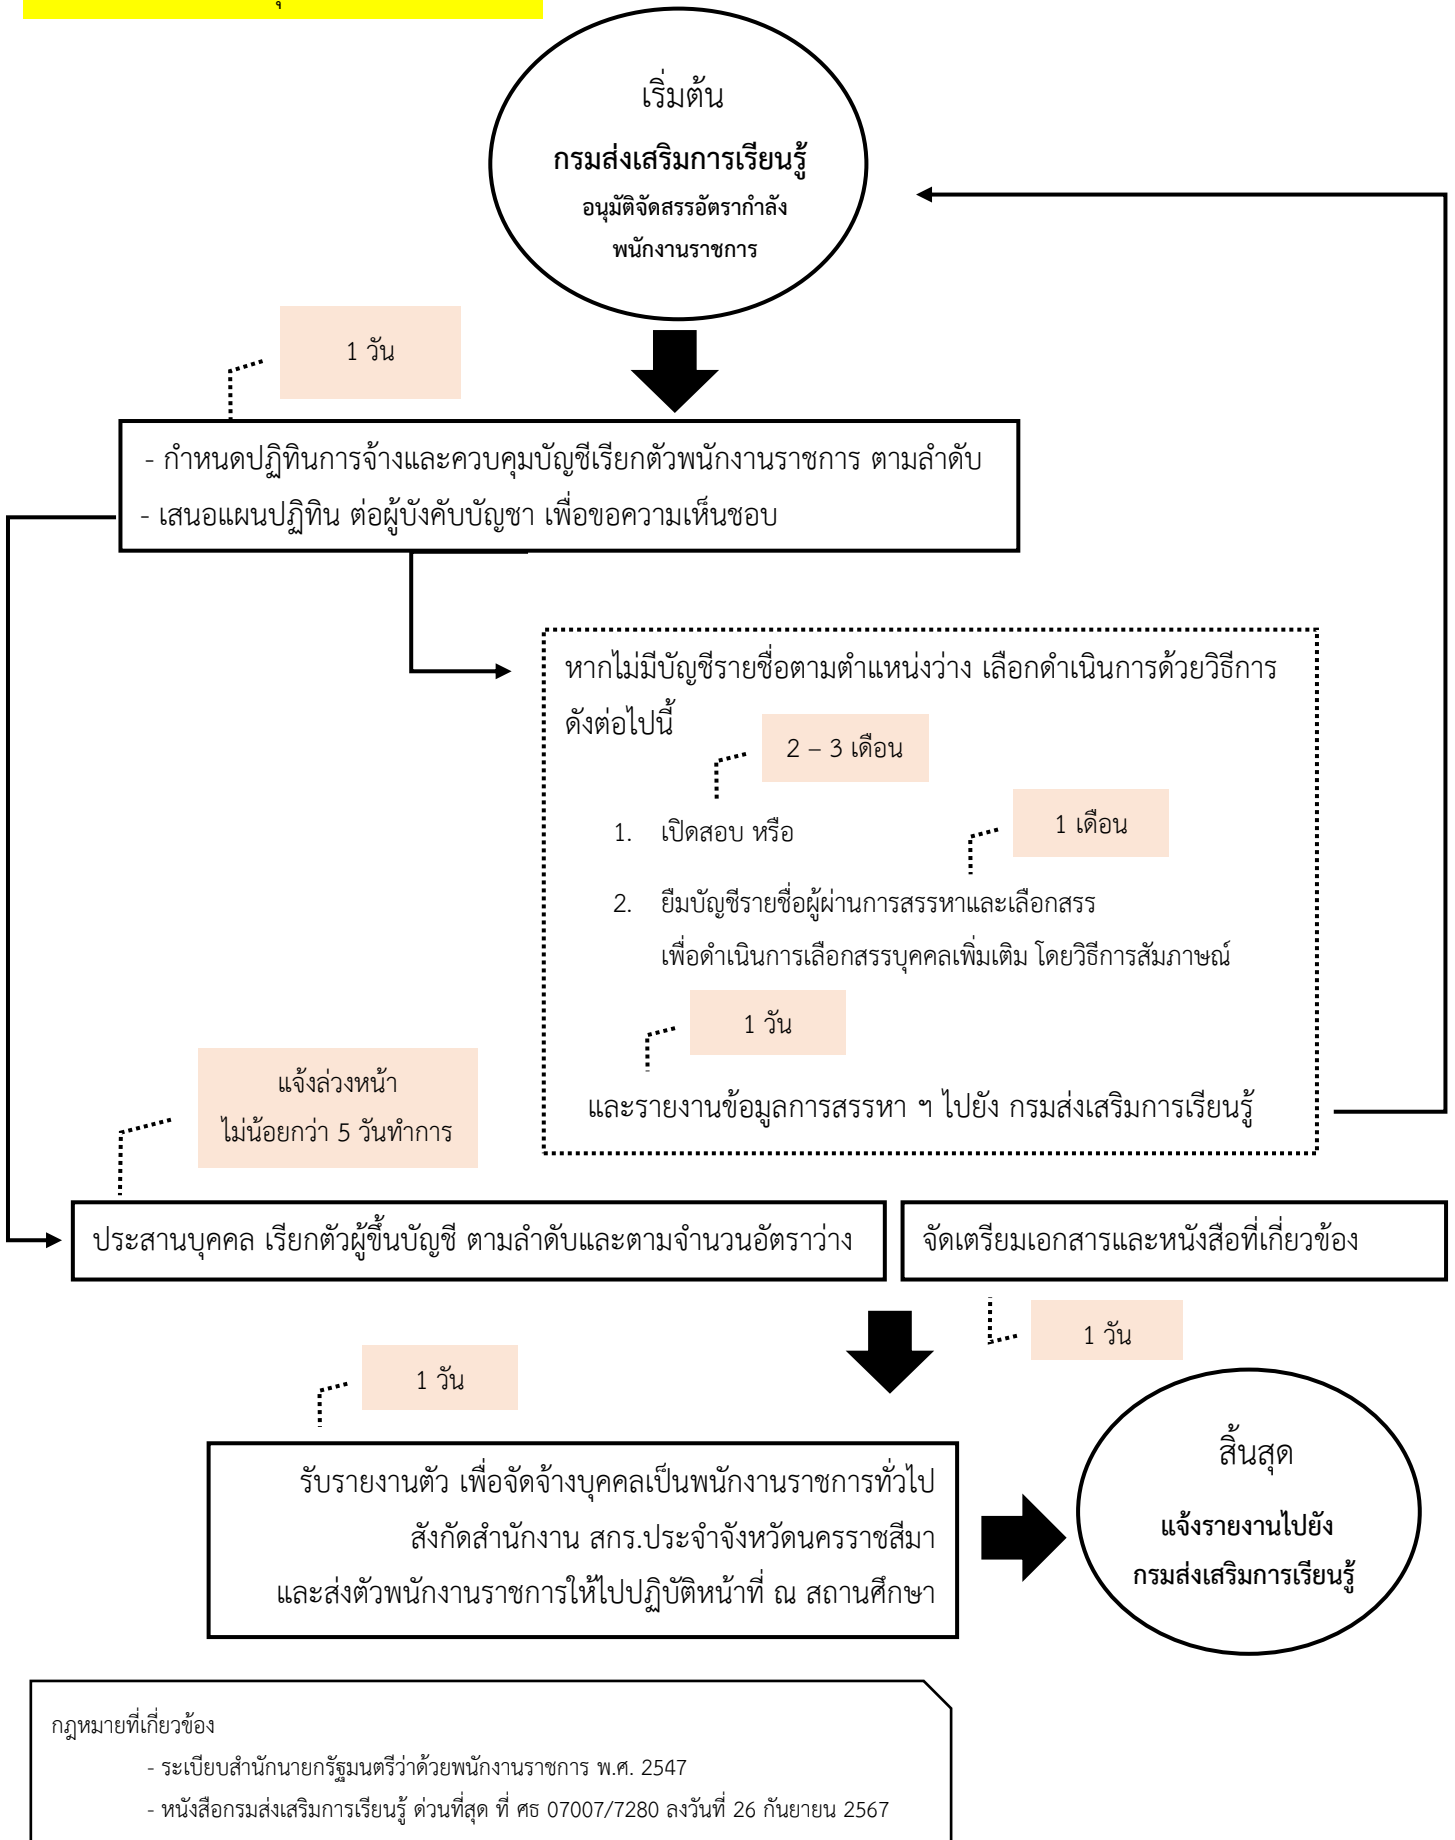 เริ่มต้น
กรมส่งเสริมการเรียนรู้
อนุมัติจัดสรรอัตรากำลัง
พนักงานราชการ
1 วัน
- กำหนดปฏิทินการจ้างและควบคุมบัญชีเรียกตัวพนักงานราชการ ตามลำดับ
- เสนอแผนปฏิทิน ต่อผู้บังคับบัญชา เพื่อขอความเห็นชอบ
หากไม่มีบัญชีรายชื่อตามตำแหน่งว่าง เลือกดำเนินการด้วยวิธีการ
ดังต่อไปนี้
2 – 3 เดือน
1. เปิดสอบ หรือ
1 เดือน
2. ยืมบัญชีรายชื่อผู้ผ่านการสรรหาและเลือกสรร
เพื่อดำเนินการเลือกสรรบุคคลเพิ่มเติม โดยวิธีการสัมภาษณ์
1 วัน
และรายงานข้อมูลการสรรหา ฯ ไปยัง กรมส่งเสริมการเรียนรู้
แจ้งล่วงหน้า
ไม่น้อยกว่า 5 วันทำการ
ประสานบุคคล เรียกตัวผู้ขึ้นบัญชี ตามลำดับและตามจำนวนอัตราว่าง
จัดเตรียมเอกสารและหนังสือที่เกี่ยวข้อง
1 วัน
1 วัน
รับรายงานตัว เพื่อจัดจ้างบุคคลเป็นพนักงานราชการทั่วไป
สังกัดสำนักงาน สกร.ประจำจังหวัดนครราชสีมา
และส่งตัวพนักงานราชการให้ไปปฏิบัติหน้าที่ ณ สถานศึกษา
สิ้นสุด
แจ้งรายงานไปยัง
กรมส่งเสริมการเรียนรู้
กฎหมายที่เกี่ยวข้อง
- ระเบียบสำนักนายกรัฐมนตรีว่าด้วยพนักงานราชการ พ.ศ. 2547
- หนังสือกรมส่งเสริมการเรียนรู้ ด่วนที่สุด ที่ ศธ 07007/7280 ลงวันที่ 26 กันยายน 2567